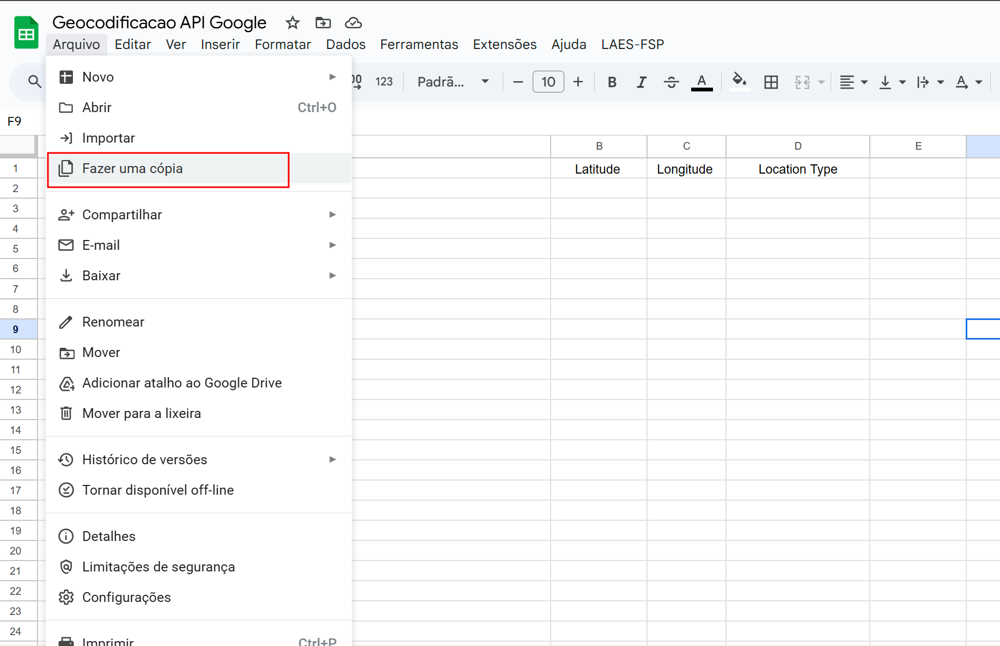 Geocodificacao API Google
Arquivo Editar Ver Inserir Formatar Dados Ferramentas Extensões Ajuda LAES-FSP
Novo
Abrir Ctrl+O
Importar
Fazer uma cópia
Compartilhar
E-mail
Baixar
Renomear
Mover
Adicionar atalho ao Google Drive
Mover para a lixeira
Histórico de versões
Tornar disponível off-line
Detalhes
Limitações de segurança
Configurações
Imprimir Ctrl+P
123 Padrã... 10 B I A A
F9
B C D E
1 Latitude Longitude Location Type
2
3
4
5
6
7
8
9
10
11
12
13
14
15
16
17
18
19
20
21
22
23
24